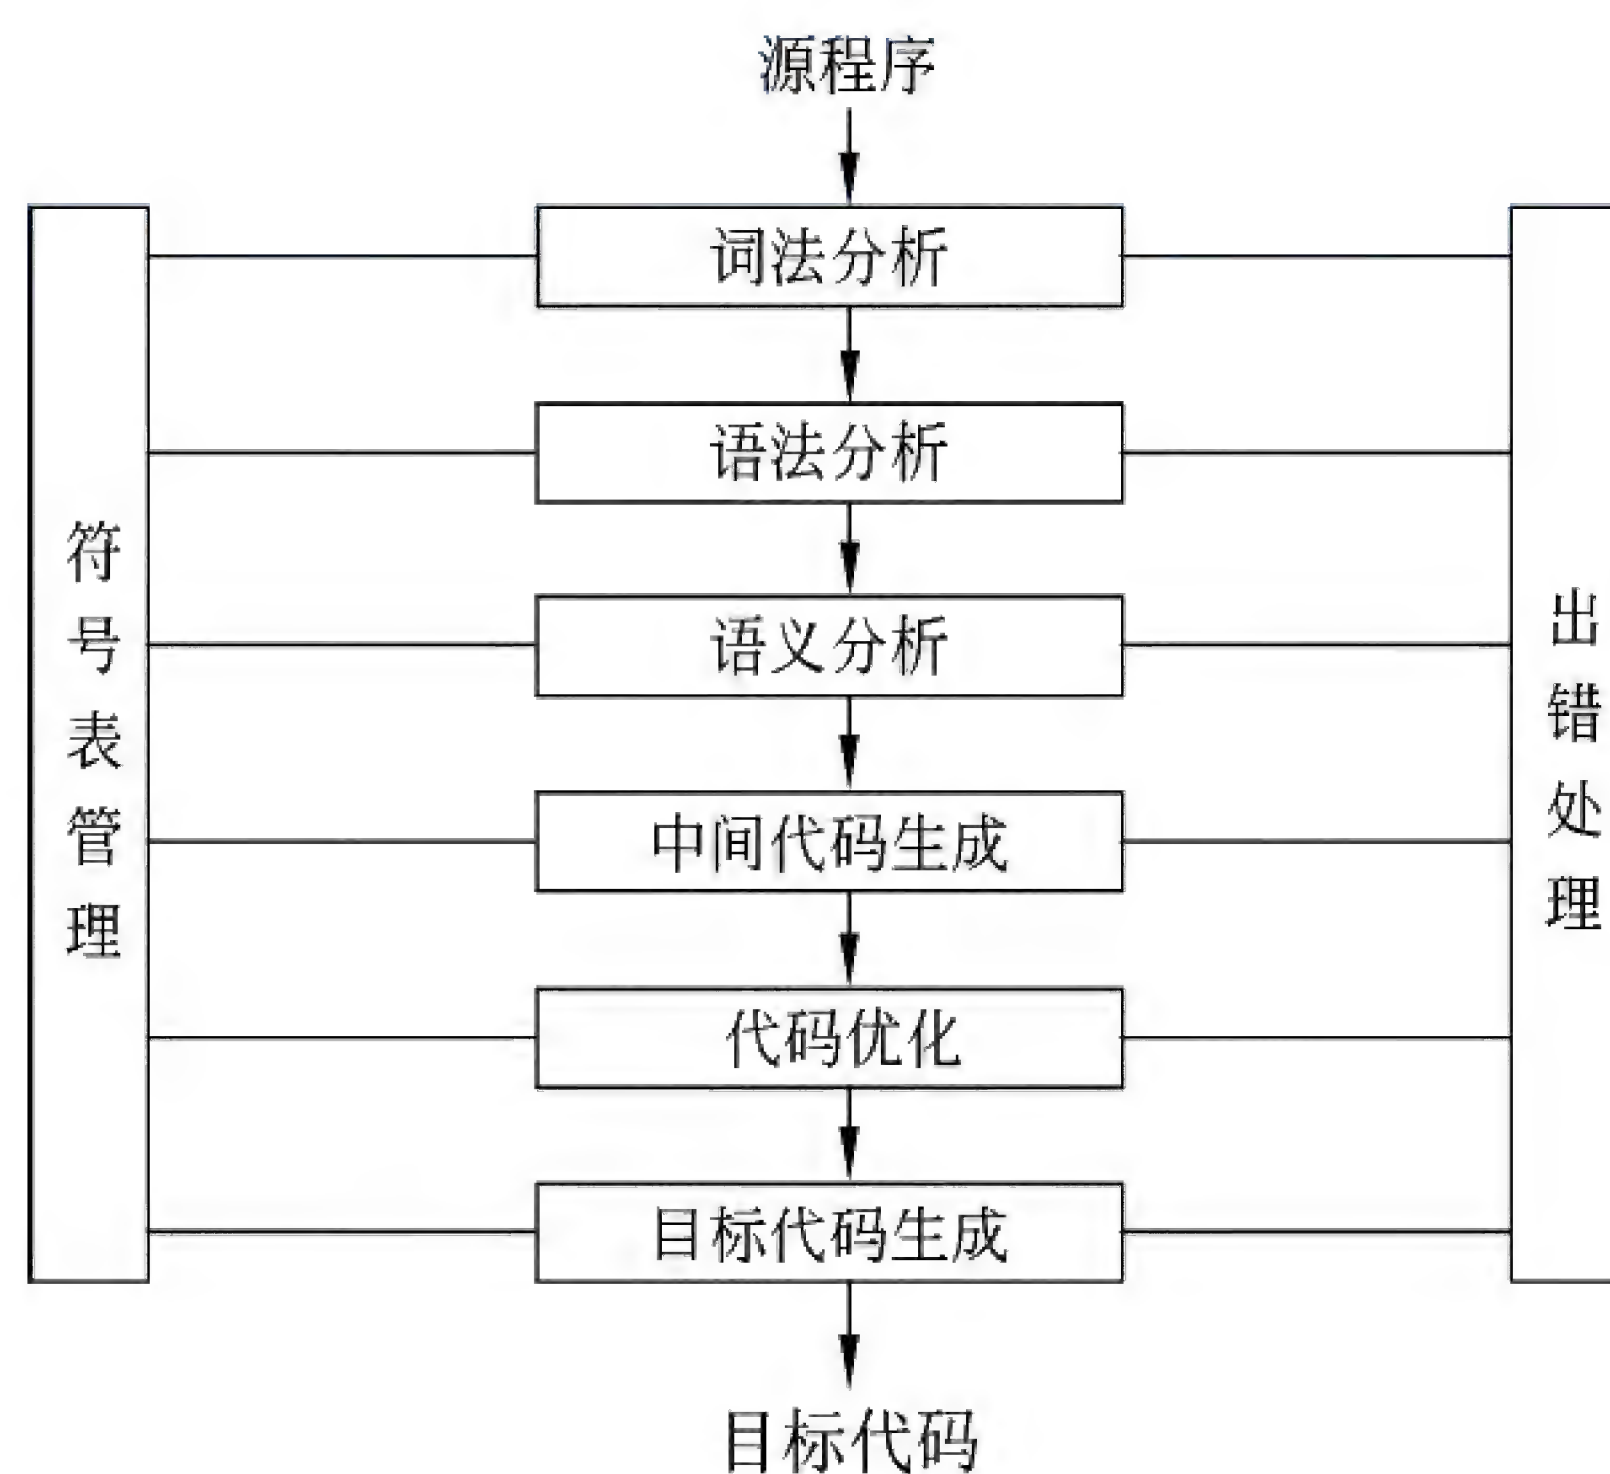 源程序
词法分析
语法分析
语义分析
中间代码生成
代码优化
目标代码生成
目标代码
符号表管理
出错处理